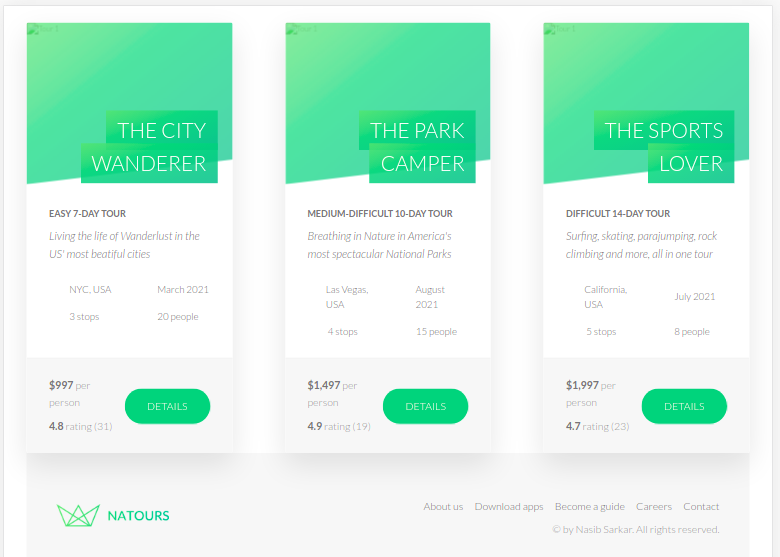 THE CITY
WANDERER
EASY 7-DAY TOUR
Living the life of Wanderlust in the
US' most beatiful cities
NYC, USA
March 2021
3 stops
20 people
$997 per
person
4.8 rating (31)
DETAILS
THE PARK
CAMPER
MEDIUM-DIFFICULT 10-DAY TOUR
Breathing in Nature in America's
most spectacular National Parks
Las Vegas,
USA
August
2021
4 stops
15 people
$1,497 per
person
4.9 rating (19)
DETAILS
THE SPORTS
LOVER
DIFFICULT 14-DAY TOUR
Surfing, skating, parajumping, rock
climbing and more, all in one tour
California,
USA
July 2021
5 stops
8 people
$1,997 per
person
4.7 rating (23)
DETAILS
NATOURS
About us Download apps Become a guide Careers Contact
© by Nasib Sarkar. All rights reserved.